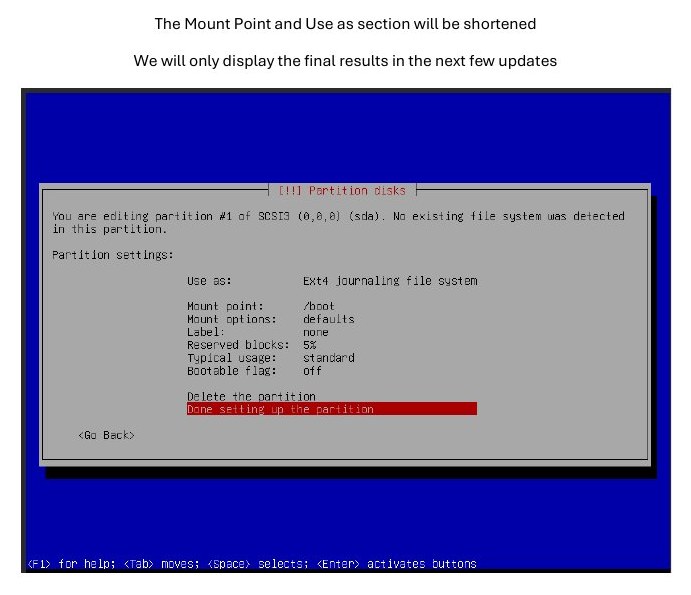 The Mount Point and Use as section will be shortened
We will only display the final results in the next few updates
[!!] Partition disks
You are editing partition #1 of SCSI3 (0,0,0) (sda). No existing file system was detected
in this partition.
Partition settings:
Use as: Ext4 journaling file system
Mount point: /boot
Mount options: defaults
Label: none
Reserved blocks: 5%
Typical usage: standard
Bootable flag: off
Delete the partition
Done setting up the partition
<Go Back>
<F1> for help; <Tab> moves; <Space> selects; <Enter> activates buttons